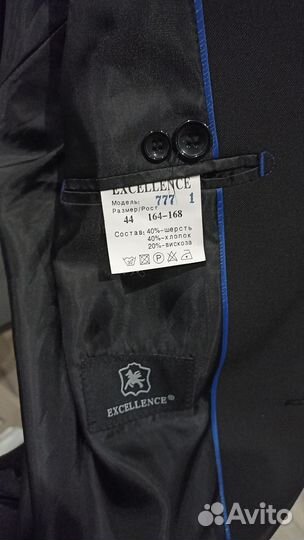 EXCELLENCE
Модель: 777 1
Размер/Рост
44 164-168
Состав: 40%-шерсть
40%-хлопок
20%-вискоза
EXCELLENCE®
Avito